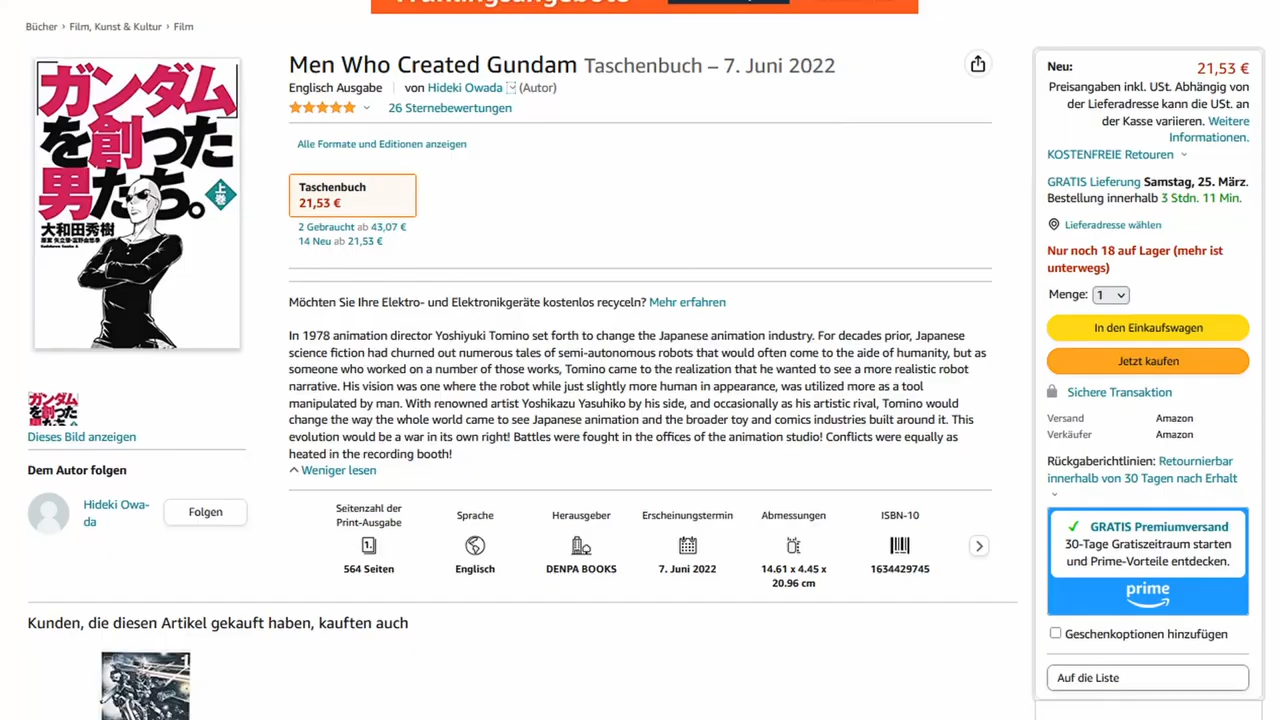 Frühlingsangebote
Bücher › Film, Kunst & Kultur › Film
「ガンダム」
を創った
男たち。
上巻
大和田秀樹
Men Who Created Gundam Taschenbuch – 7. Juni 2022
Englisch Ausgabe
von Hideki Owada (Autor)
26 Sternebewertungen
Alle Formate und Editionen anzeigen
Taschenbuch
21,53 €
2 Gebraucht ab 43,07 €
14 Neu ab 21,53 €
Möchten Sie Ihre Elektro- und Elektronikgeräte kostenlos recyceln? Mehr erfahren
In 1978 animation director Yoshiyuki Tomino set forth to change the Japanese animation industry. For decades prior, Japanese
science fiction had churned out numerous tales of semi-autonomous robots that would often come to the aide of humanity, but as
someone who worked on a number of those works, Tomino came to the realization that he wanted to see a more realistic robot
narrative. His vision was one where the robot while just slightly more human in appearance, was utilized more as a tool
manipulated by man. With renowned artist Yoshikazu Yasuhiko by his side, and occasionally as his artistic rival, Tomino would
change the way the whole world came to see Japanese animation and the broader toy and comics industries built around it. This
evolution would be a war in its own right! Battles were fought in the offices of the animation studio! Conflicts were equally as
heated in the recording booth!
Weniger lesen
ガンダム
を創った
Dieses Bild anzeigen
Dem Autor folgen
Hideki Owa-
da
Folgen
Seitenzahl der
Print-Ausgabe
564 Seiten
Sprache
Englisch
Herausgeber
DENPA BOOKS
Erscheinungstermin
7. Juni 2022
Abmessungen
14.61 x 4.45 x
20.96 cm
ISBN-10
1634429745
Kunden, die diesen Artikel gekauft haben, kauften auch
Neu:
21,53 €
Preisangaben inkl. USt. Abhängig von
der Lieferadresse kann die USt. an
der Kasse variieren. Weitere
Informationen.
KOSTENFREIE Retouren
GRATIS Lieferung Samstag, 25. März.
Bestellung innerhalb 3 Stdn. 11 Min.
Lieferadresse wählen
Nur noch 18 auf Lager (mehr ist
unterwegs)
Menge: 1
In den Einkaufswagen
Jetzt kaufen
Sichere Transaktion
Versand Amazon
Verkäufer Amazon
Rückgaberichtlinien: Retournierbar
innerhalb von 30 Tagen nach Erhalt
GRATIS Premiumversand
30-Tage Gratiszeitraum starten
und Prime-Vorteile entdecken.
prime
Geschenkoptionen hinzufügen
Auf die Liste